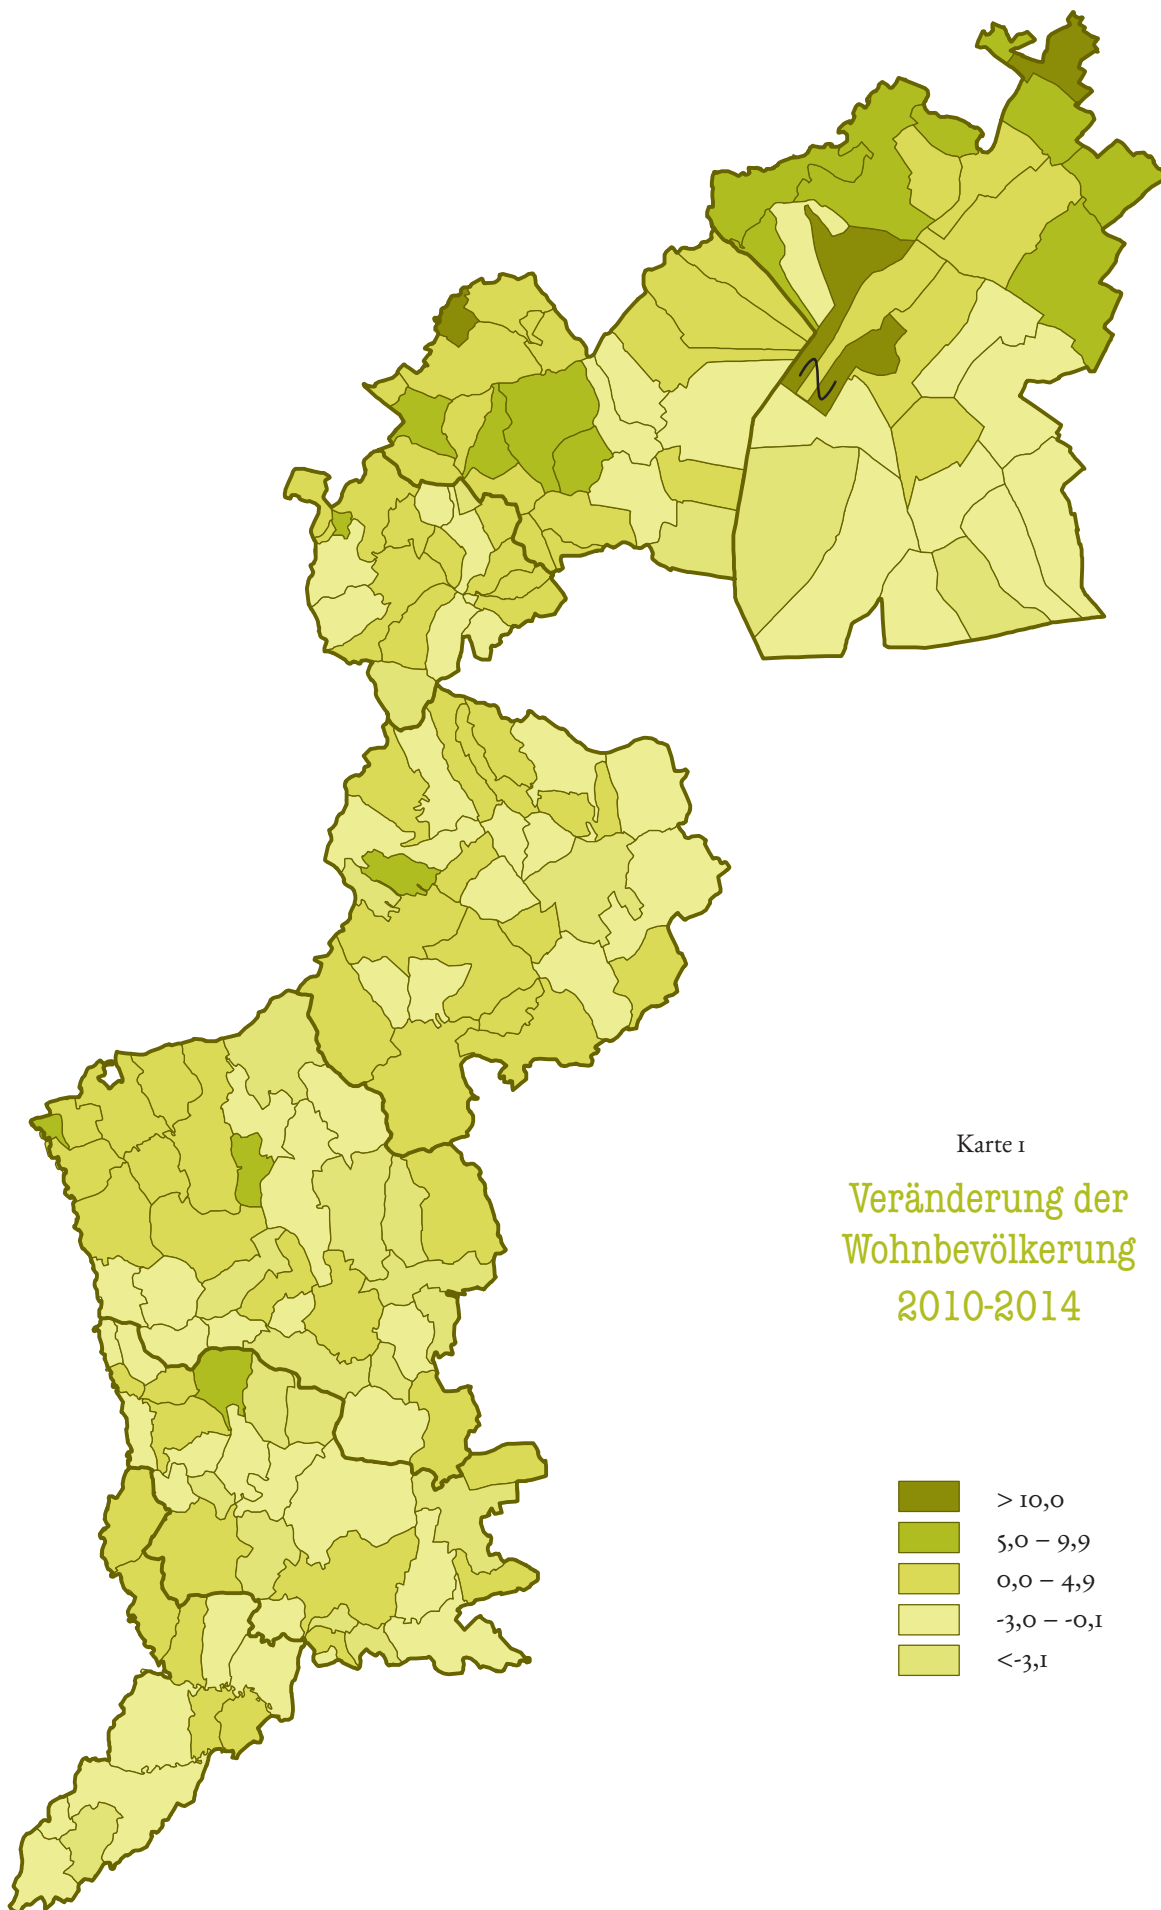 Karte 1
Veränderung der
Wohnbevölkerung
2010-2014
> 10,0
5,0 – 9,9
0,0 – 4,9
-3,0 – -0,1
<-3,1